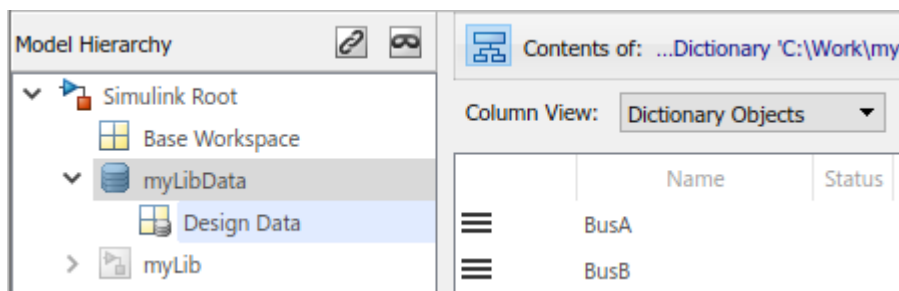 Model Hierarchy
Simulink Root
Base Workspace
myLibData
Design Data
myLib
Contents of: ...Dictionary 'C:\Work\my
Column View: Dictionary Objects
Name Status
BusA
BusB